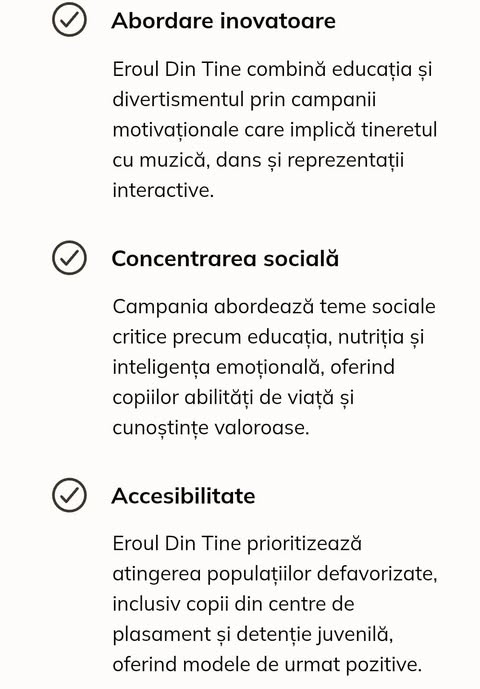 Abordare inovatoare
Eroul Din Tine combină educația și
divertismentul prin campanii
motivaționale care implică tineretul
cu muzică, dans și reprezentații
interactive.
Concentrarea socială
Campania abordează teme sociale
critice precum educația, nutriția și
inteligența emoțională, oferind
copiilor abilități de viață și
cunoștințe valoroase.
Accesibilitate
Eroul Din Tine prioritizează
atingerea populațiilor defavorizate,
inclusiv copii din centre de
plasament și detenție juvenilă,
oferind modele de urmat pozitive.